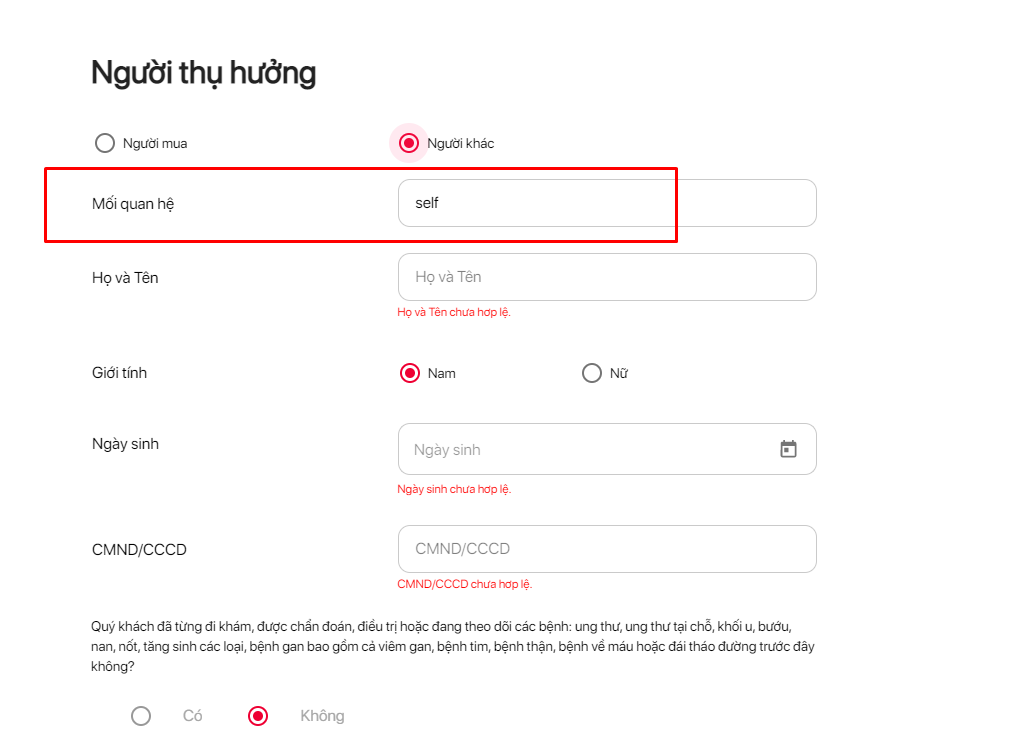 Người thụ hưởng
Người mua Người khác
Mối quan hệ self
Họ và Tên Họ và Tên
Họ và Tên chưa hơp lệ.
Giới tính Nam Nữ
Ngày sinh Ngày sinh
Ngày sinh chưa hơp lệ.
CMND/CCCD CMND/CCCD
CMND/CCCD chưa hơp lệ.
Quý khách đã từng đi khám, được chẩn đoán, điều trị hoặc đang theo dõi các bệnh: ung thư, ung thư tại chỗ, khối u, bướu,
nan, nốt, tăng sinh các loại, bệnh gan bao gồm cả viêm gan, bệnh tim, bệnh thận, bệnh về máu hoặc đái tháo đường trước đây
không?
Có Không